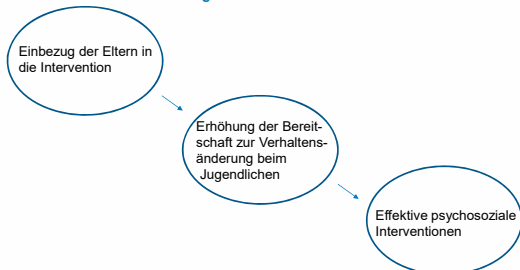 Einbezug der Eltern in
die Intervention
Erhöhung der Bereit-
schaft zur Verhaltens-
änderung beim
Jugendlichen
Effektive psychosoziale
Interventionen